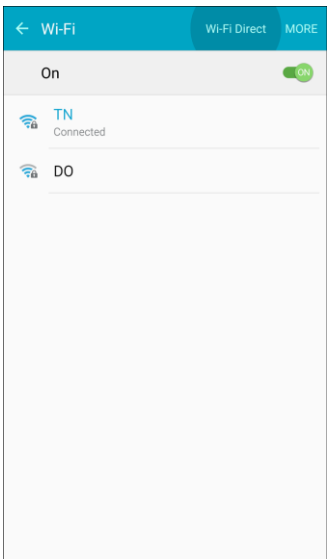 Wi-Fi Wi-Fi Direct MORE
On ON
TN
Connected
DO